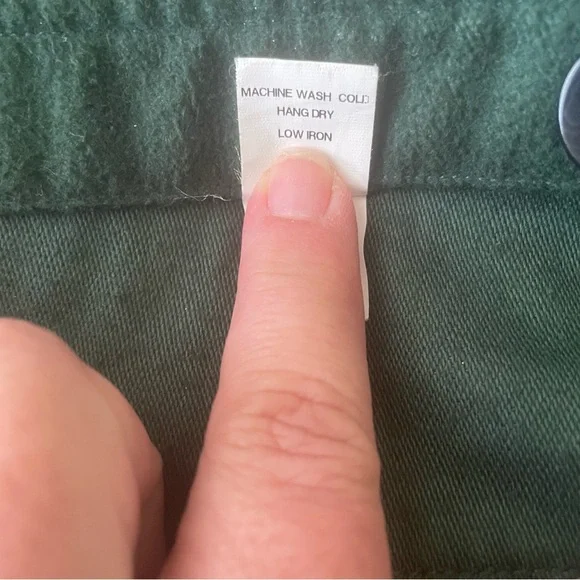 MACHINE WASH COLD
HANG DRY
LOW IRON